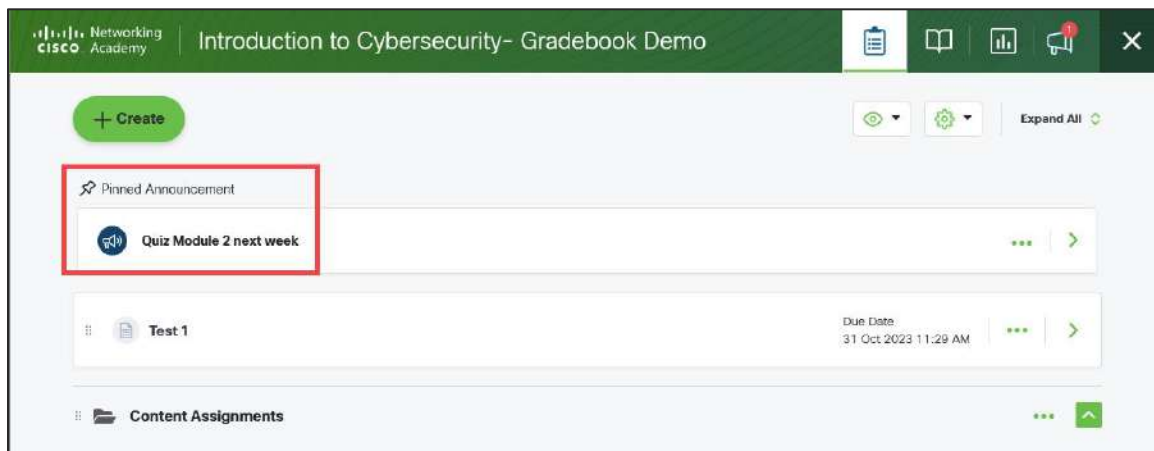 Networking
CISCO Academy
Introduction to Cybersecurity- Gradebook Demo
1
+ Create
Expand All
Pinned Announcement
Quiz Module 2 next week
Test 1
Due Date
31 Oct 2023 11:29 AM
Content Assignments